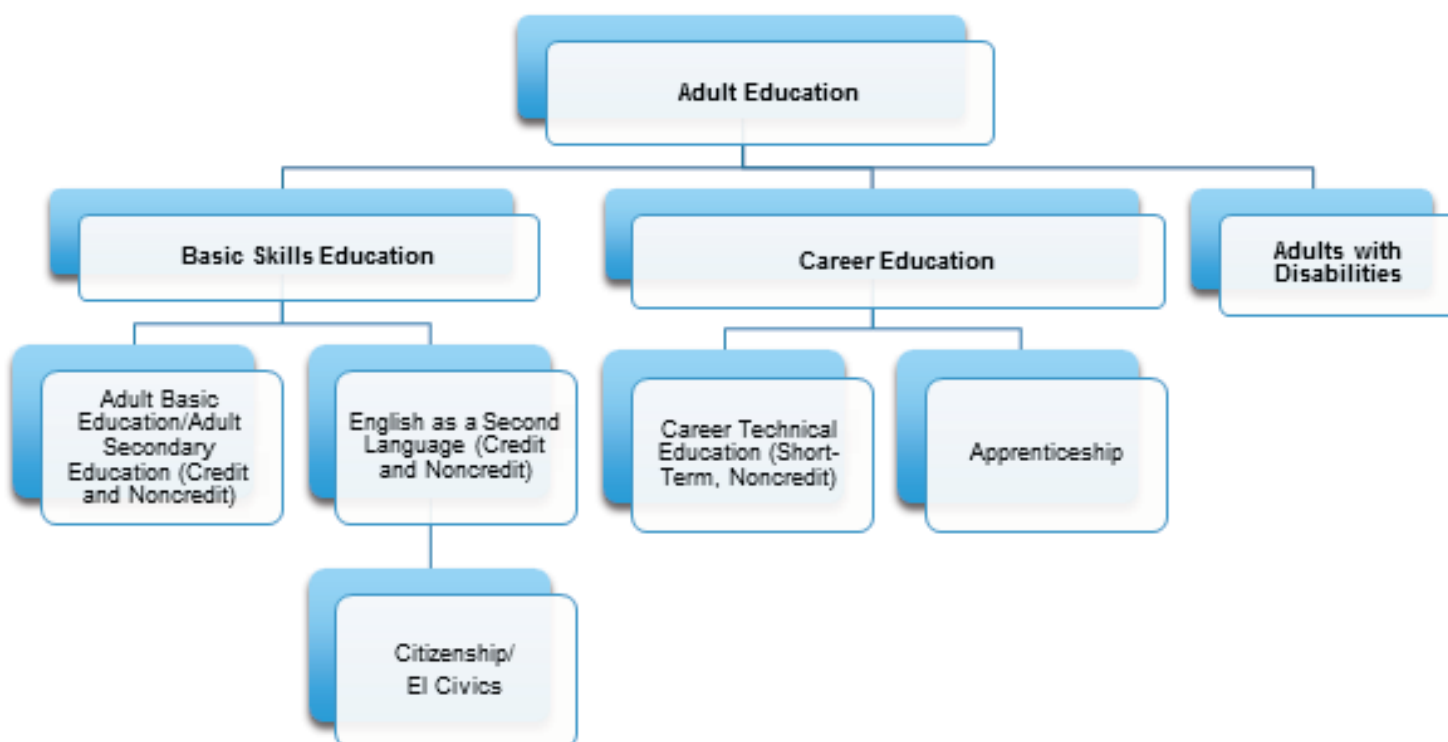 Adult Education
Basic Skills Education
Career Education
Adults with
Disabilities
Adult Basic
Education/Adult
Secondary
Education (Credit
and Noncredit)
English as a Second
Language (Credit
and Noncredit)
Career Technical
Education (Short-
Term, Noncredit)
Apprenticeship
Citizenship/
El Civics